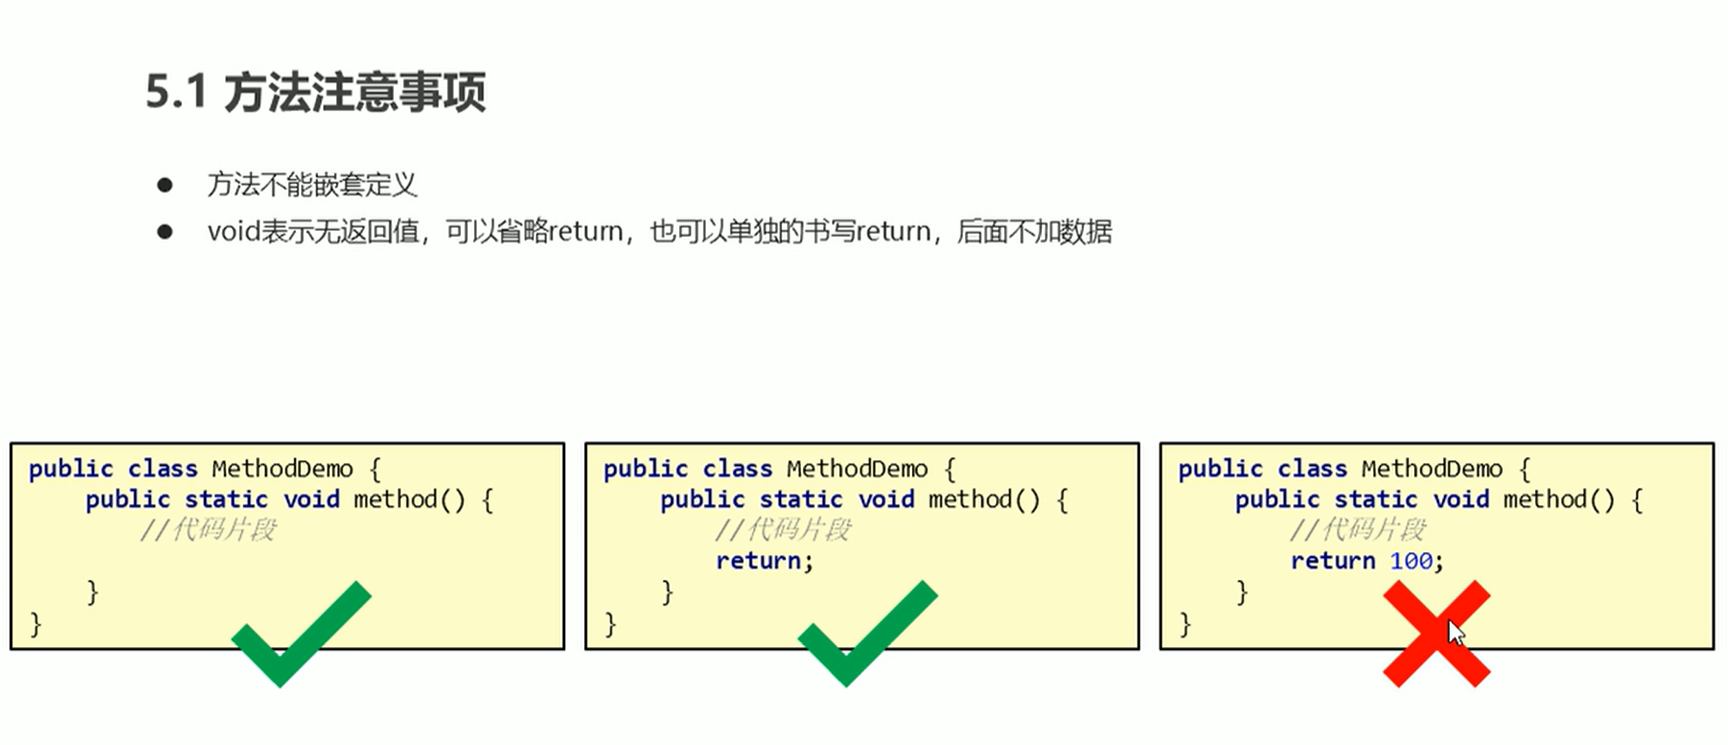 5.1 方法注意事项
● 方法不能嵌套定义
● void表示无返回值，可以省略return，也可以单独的书写return，后面不加数据
public class MethodDemo {
    public static void method() {
        //代码片段

    }
}
public class MethodDemo {
    public static void method() {
        //代码片段
        return;
    }
}
public class MethodDemo {
    public static void method() {
        //代码片段
        return 100;
    }
}